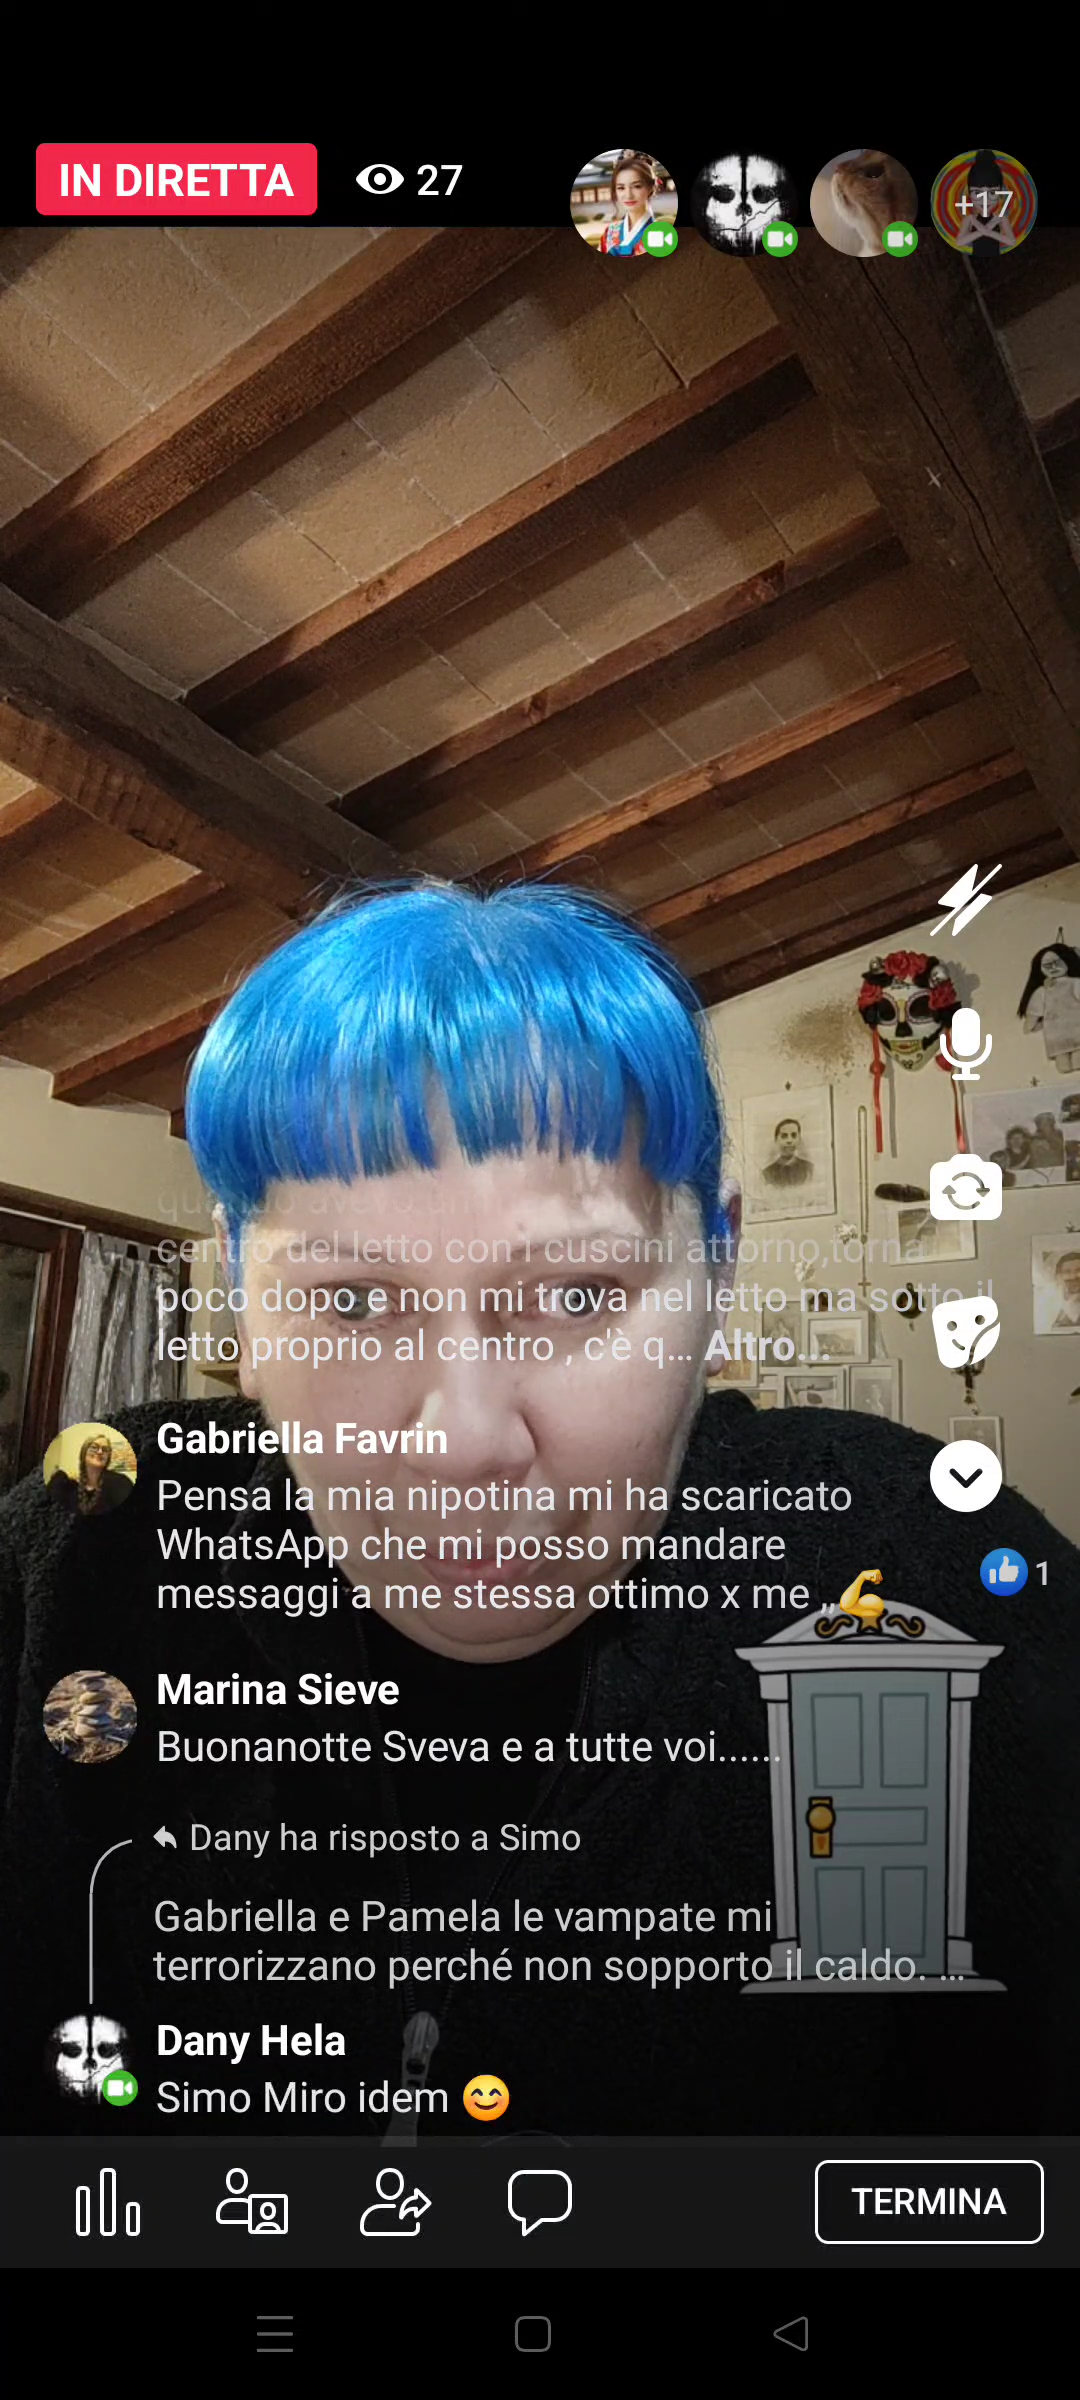 IN DIRETTA
27
+17
quando avevo un
centro del letto con i cuscini attorno,torna
poco dopo e non mi trova nel letto ma sotto il
letto proprio al centro , c'è q... Altro...
Gabriella Favrin
Pensa la mia nipotina mi ha scaricato
WhatsApp che mi posso mandare
messaggi a me stessa ottimo x me ,,💪
1
Marina Sieve
Buonanotte Sveva e a tutte voi......
Dany ha risposto a Simo
Gabriella e Pamela le vampate mi
terrorizzano perché non sopporto il caldo. ...
Dany Hela
Simo Miro idem 😊
TERMINA